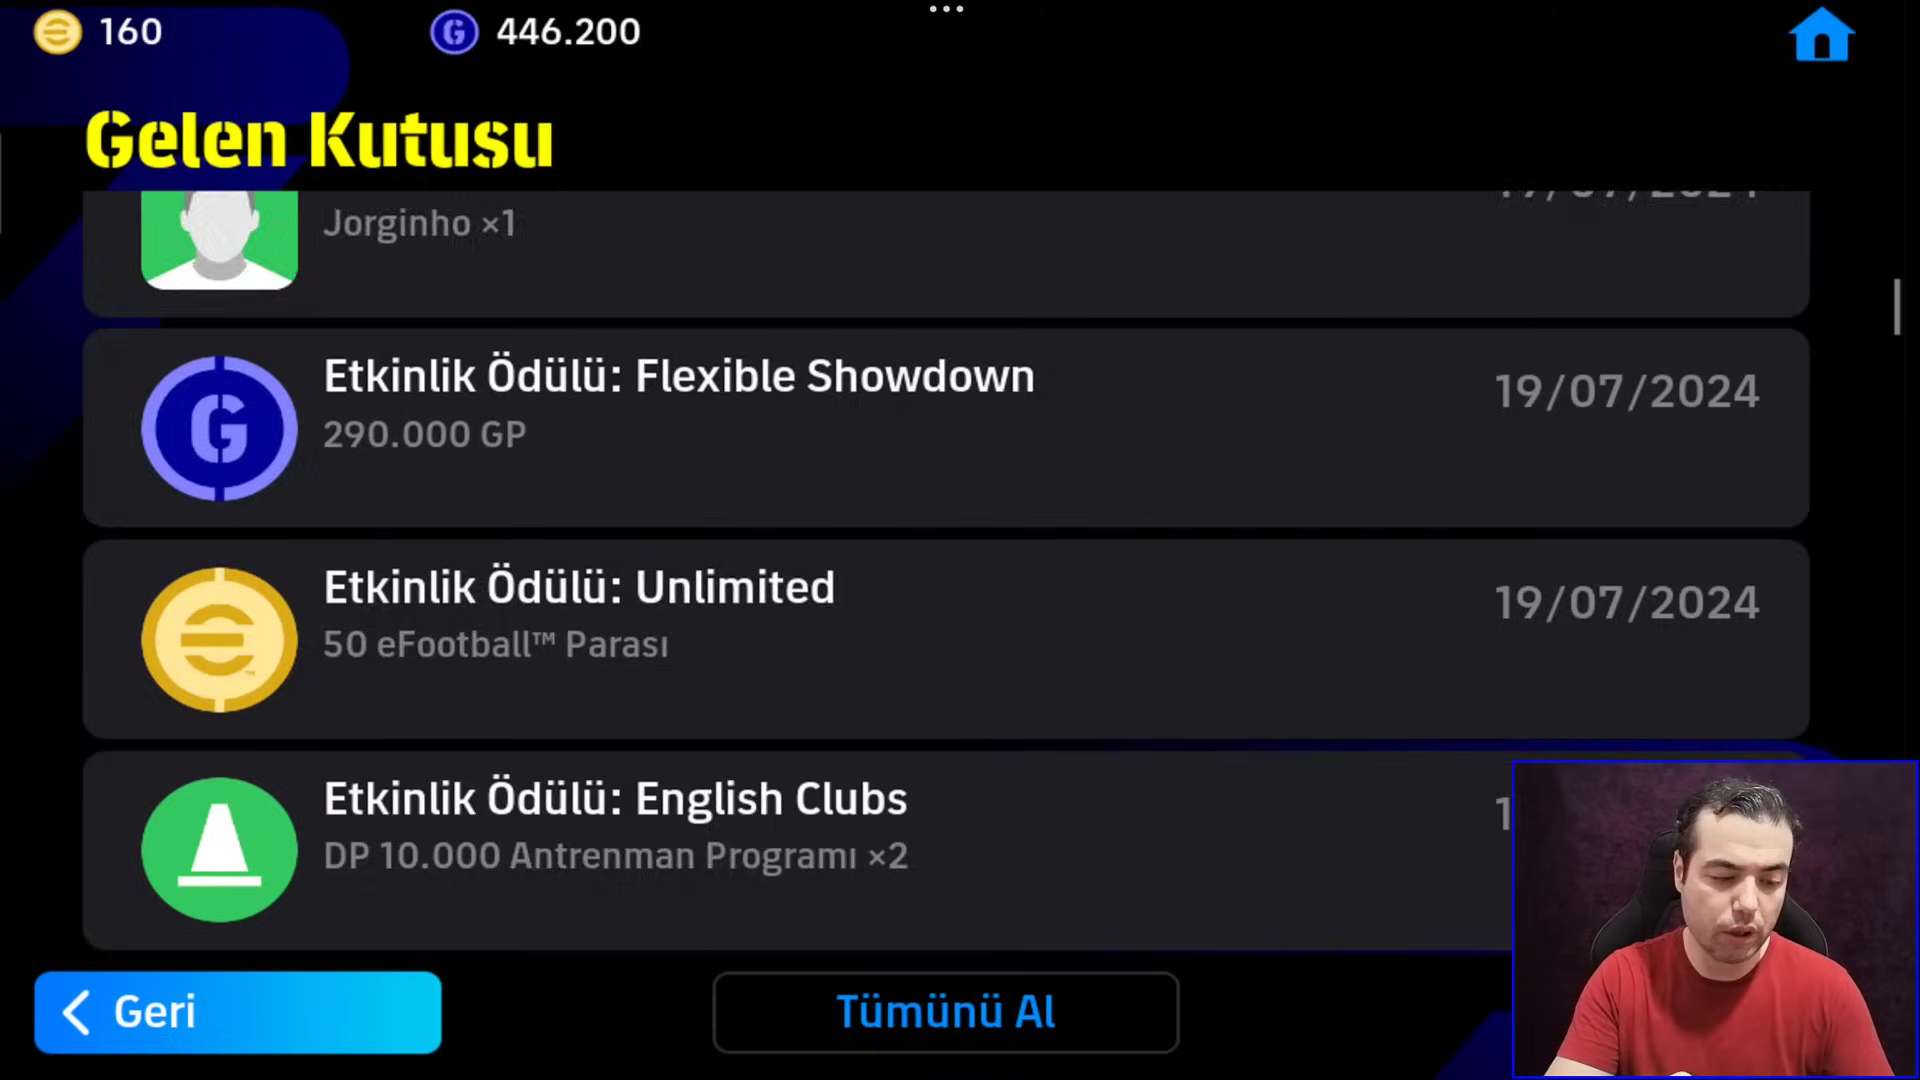 160
446.200
Gelen Kutusu
Jorginho ×1
Etkinlik Ödülü: Flexible Showdown
19/07/2024
290.000 GP
Etkinlik Ödülü: Unlimited
19/07/2024
50 eFootball™ Parası
Etkinlik Ödülü: English Clubs
DP 10.000 Antrenman Programı ×2
Geri
Tümünü Al